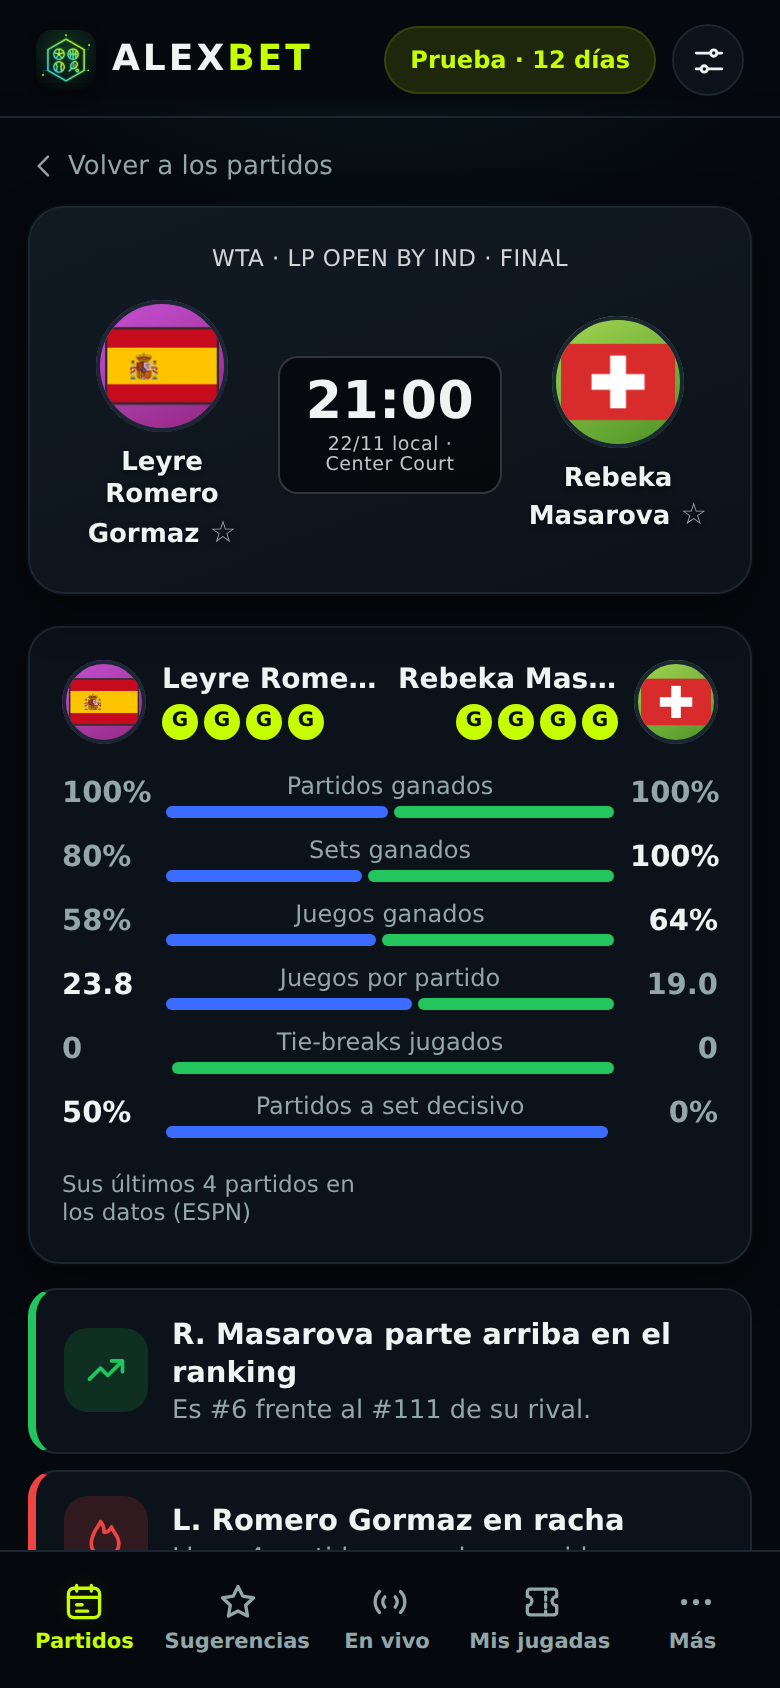 ALEXBET
Prueba · 12 días
Volver a los partidos
WTA · LP OPEN BY IND · FINAL
Leyre
Romero
Gormaz ☆
21:00
22/11 local ·
Center Court
Rebeka
Masarova ☆
Leyre Rome…
Rebeka Mas…
G G G G
G G G G
100% Partidos ganados 100%
80% Sets ganados 100%
58% Juegos ganados 64%
23.8 Juegos por partido 19.0
0 Tie-breaks jugados 0
50% Partidos a set decisivo 0%
Sus últimos 4 partidos en
los datos (ESPN)
R. Masarova parte arriba en el
ranking
Es #6 frente al #111 de su rival.
L. Romero Gormaz en racha
Partidos
Sugerencias
En vivo
Mis jugadas
Más